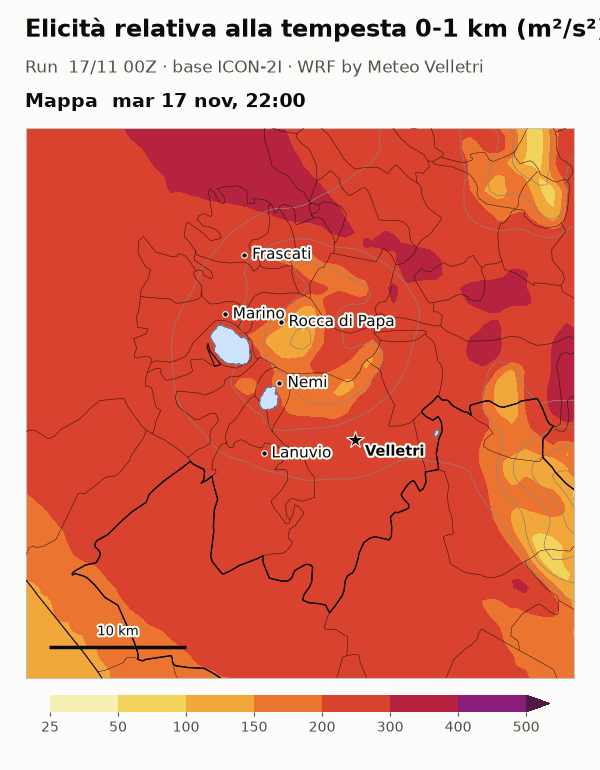 Elicità relativa alla tempesta 0-1 km (m²/s²)
Run 17/11 00Z · base ICON-2I · WRF by Meteo Velletri
Mappa mar 17 nov, 22:00
Frascati
Marino
Rocca di Papa
Nemi
Velletri
Lanuvio
10 km
25 50 100 150 200 300 400 500